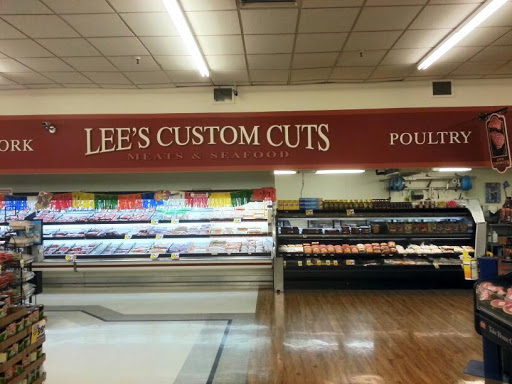 ORK
LEE'S CUSTOM CUTS
MEATS & SEAFOOD
POULTRY